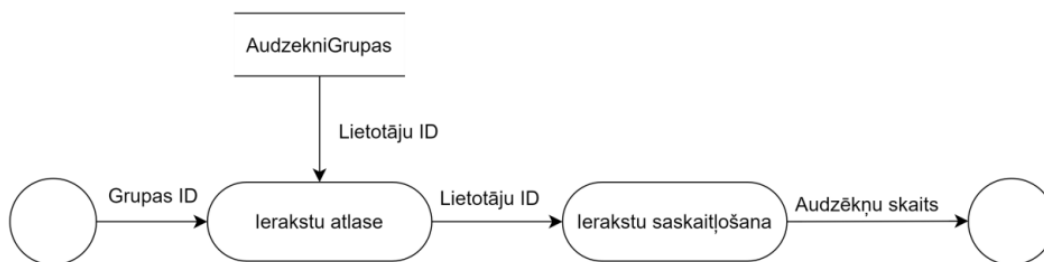 AudzekniGrupas
Lietotāju ID
Grupas ID
Ierakstu atlase
Lietotāju ID
Ierakstu saskaitļošana
Audzēkņu skaits